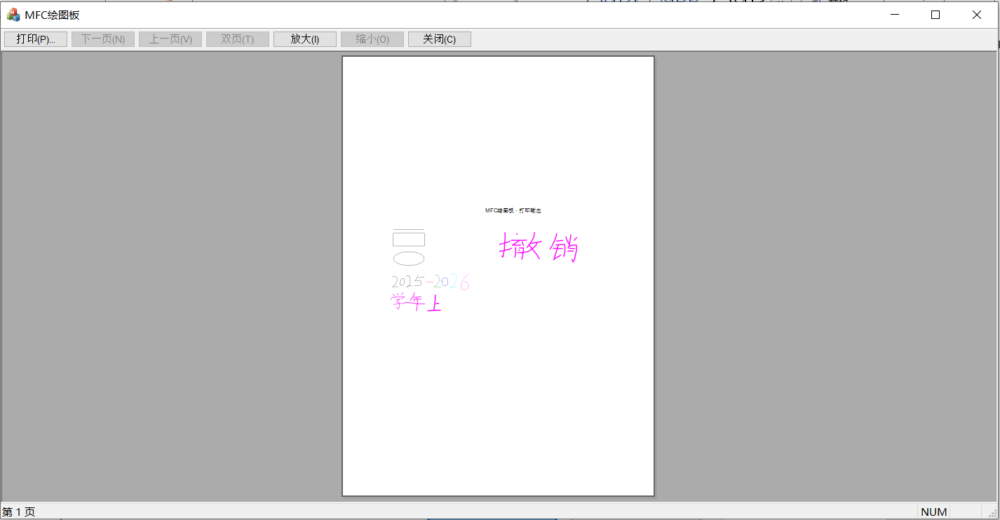 MFC绘图板
打印(P)... 下一页(N) 上一页(V) 双页(T) 放大(I) 缩小(O) 关闭(C)
MFC绘图板 - 打印输出
撤销
2025-2026
学年上
第 1 页 NUM